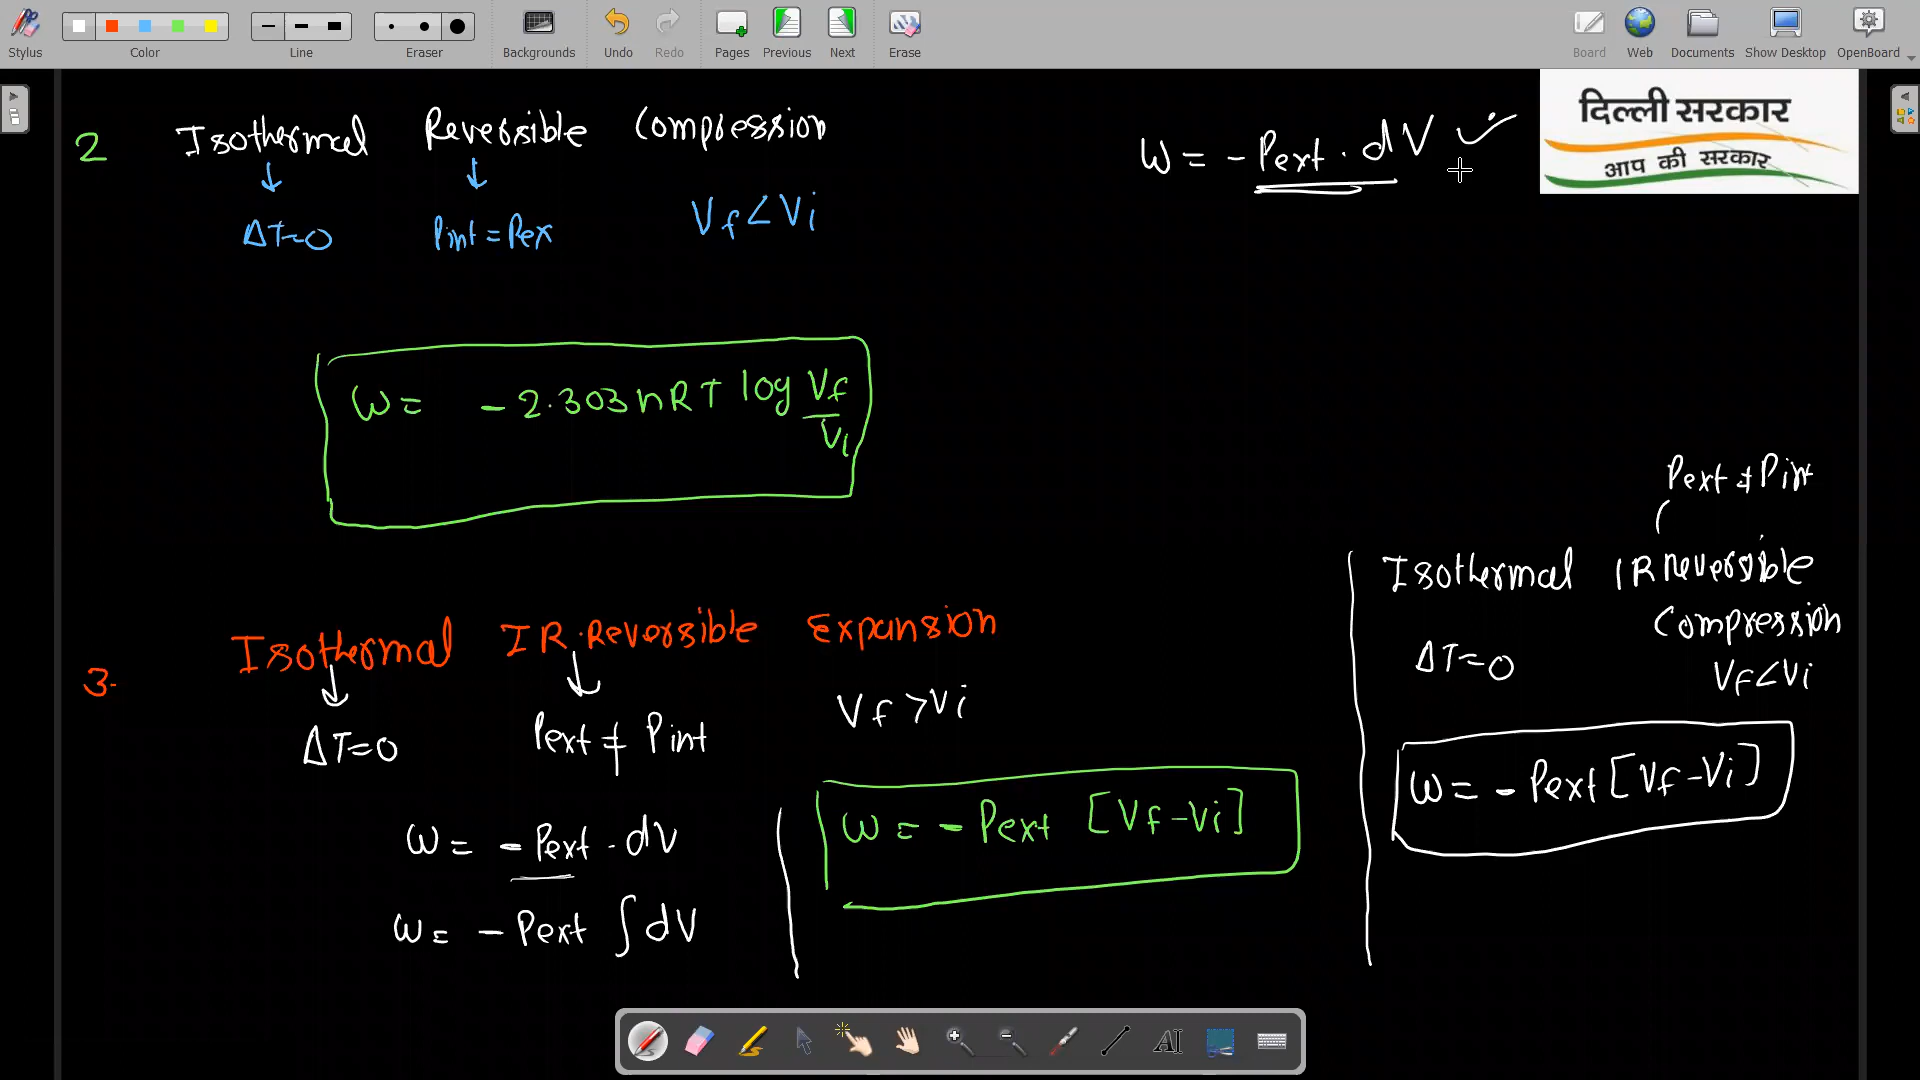 Stylus Color Line Eraser Backgrounds Undo Redo Pages Previous Next Erase Board Web Documents Show Desktop OpenBoard
2 Isothermal Reversible Compression
ΔT=0 Pint = Pex Vf < Vi
W = - Pext · dV ✓
दिल्ली सरकार
आप की सरकार
W = - 2.303 nRT log Vf/Vi
3. Isothermal IR.Reversible Expansion
ΔT=0 Pext ≠ Pint Vf > Vi
W = - Pext · dV
W = - Pext ∫ dV
W = - Pext [Vf - Vi]
Pext ≠ Pint
Isothermal IRreversible
Compression
ΔT=0 Vf < Vi
W = - Pext [Vf - Vi]